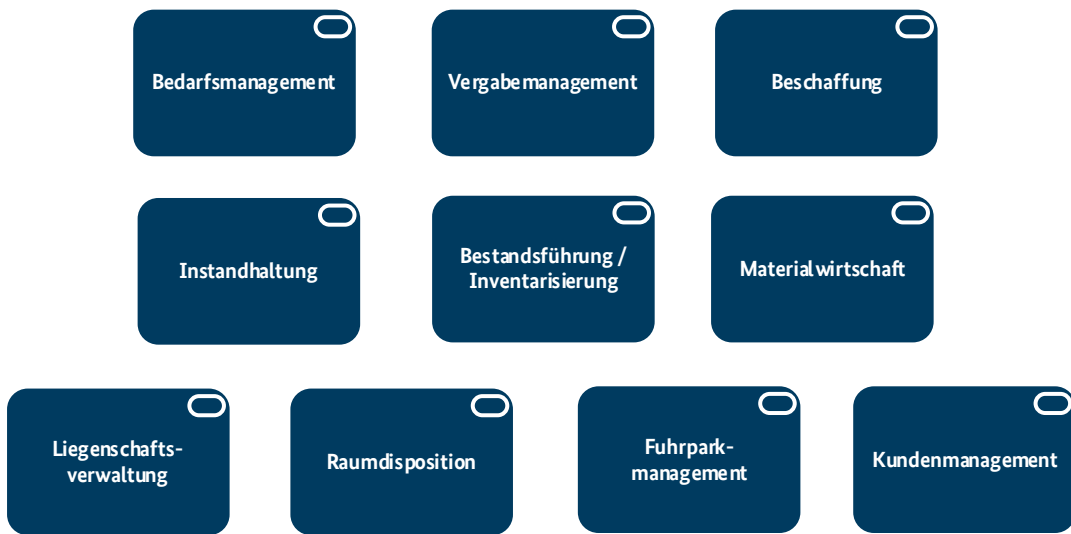 Bedarfsmanagement
Vergabemanagement
Beschaffung
Instandhaltung
Bestandsführung /
Inventarisierung
Materialwirtschaft
Liegenschafts-
verwaltung
Raumdisposition
Fuhrpark-
management
Kundenmanagement